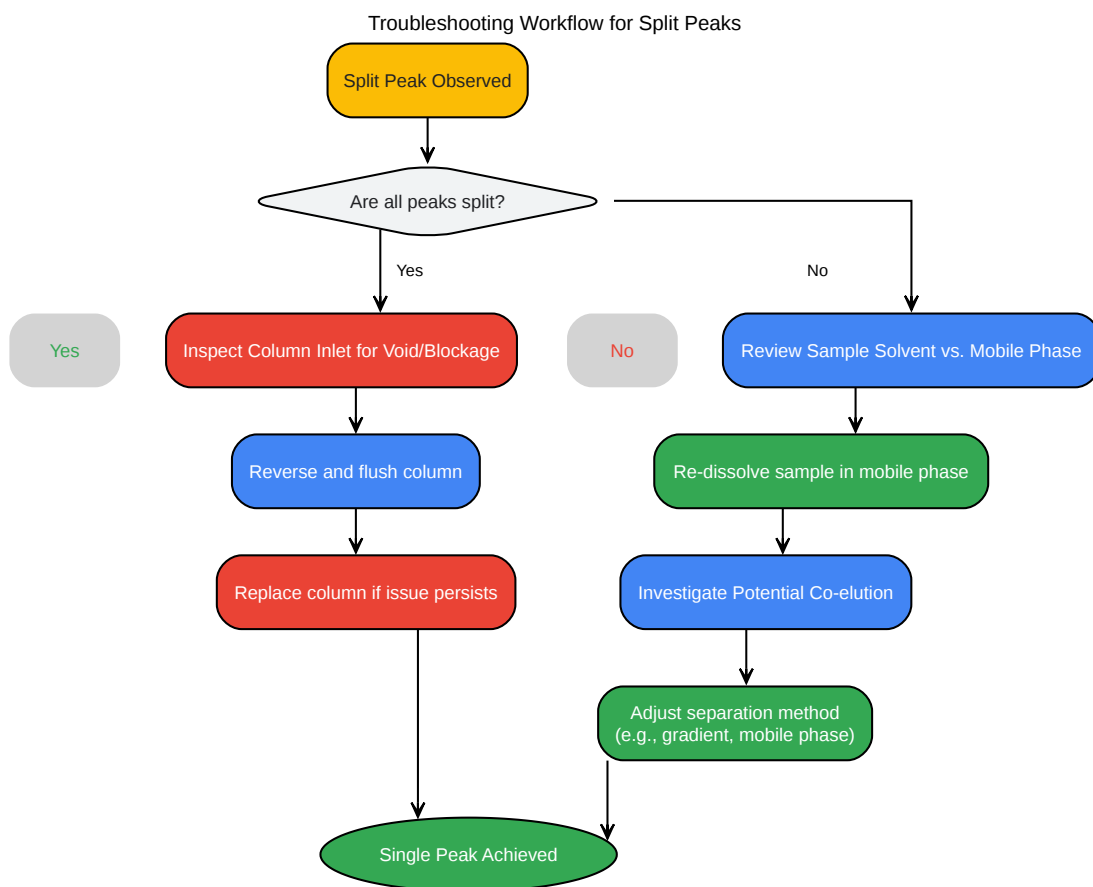 Troubleshooting Workflow for Split Peaks
Split Peak Observed
Are all peaks split?
Yes
No
Yes
Inspect Column Inlet for Void/Blockage
No
Review Sample Solvent vs. Mobile Phase
Reverse and flush column
Re-dissolve sample in mobile phase
Replace column if issue persists
Investigate Potential Co-elution
Adjust separation method
(e.g., gradient, mobile phase)
Single Peak Achieved